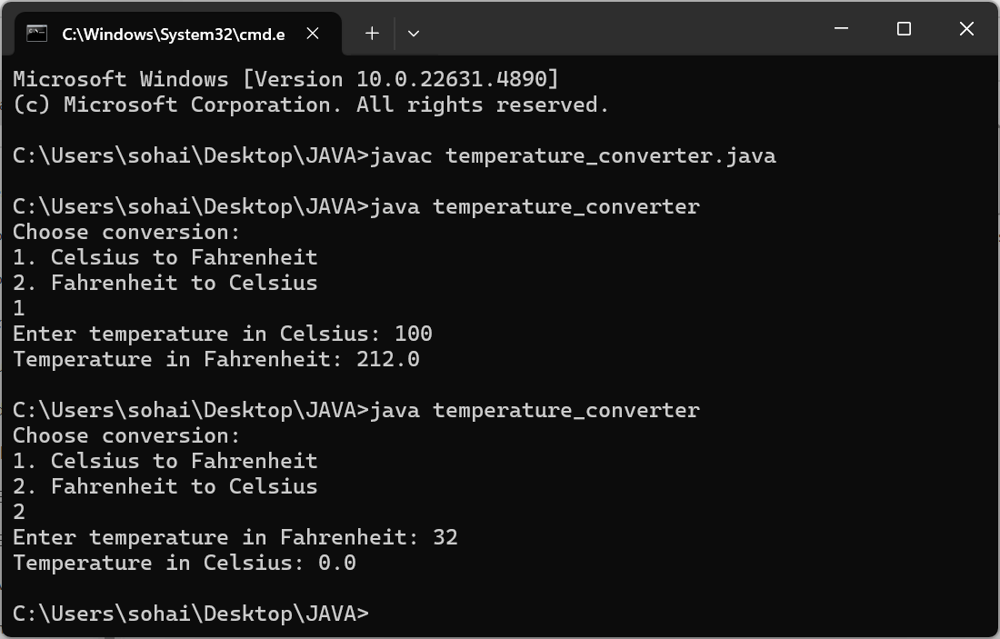 C:\Windows\System32\cmd.e
Microsoft Windows [Version 10.0.22631.4890]
(c) Microsoft Corporation. All rights reserved.
C:\Users\sohai\Desktop\JAVA>javac temperature_converter.java
C:\Users\sohai\Desktop\JAVA>java temperature_converter
Choose conversion:
1. Celsius to Fahrenheit
2. Fahrenheit to Celsius
1
Enter temperature in Celsius: 100
Temperature in Fahrenheit: 212.0
C:\Users\sohai\Desktop\JAVA>java temperature_converter
Choose conversion:
1. Celsius to Fahrenheit
2. Fahrenheit to Celsius
2
Enter temperature in Fahrenheit: 32
Temperature in Celsius: 0.0
C:\Users\sohai\Desktop\JAVA>